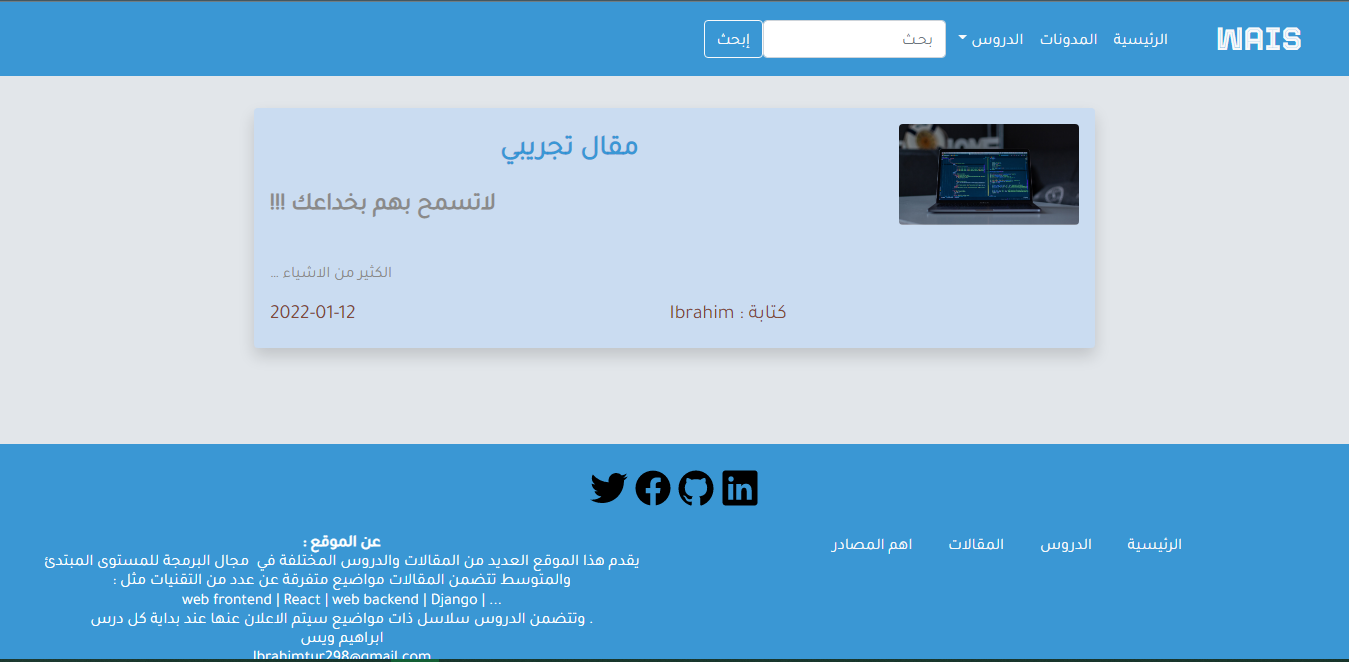 WAIS
الرئيسية
المدونات
الدروس
بحث
إبحث
مقال تجريبي
لاتسمح بهم بخداعك !!!
الكثير من الاشياء ...
كتابة : Ibrahim
2022-01-12
الرئيسية
الدروس
المقالات
اهم المصادر
عن الموقع :
يقدم هذا الموقع العديد من المقالات والدروس المختلفة في مجال البرمجة للمستوى المبتدئ
والمتوسط تتضمن المقالات مواضيع متفرقة عن عدد من التقنيات مثل :
web frontend | React | web backend | Django | ...
. وتتضمن الدروس سلاسل ذات مواضيع سيتم الاعلان عنها عند بداية كل درس
ابراهيم ويس
Ibrahimtur298@gmail.com